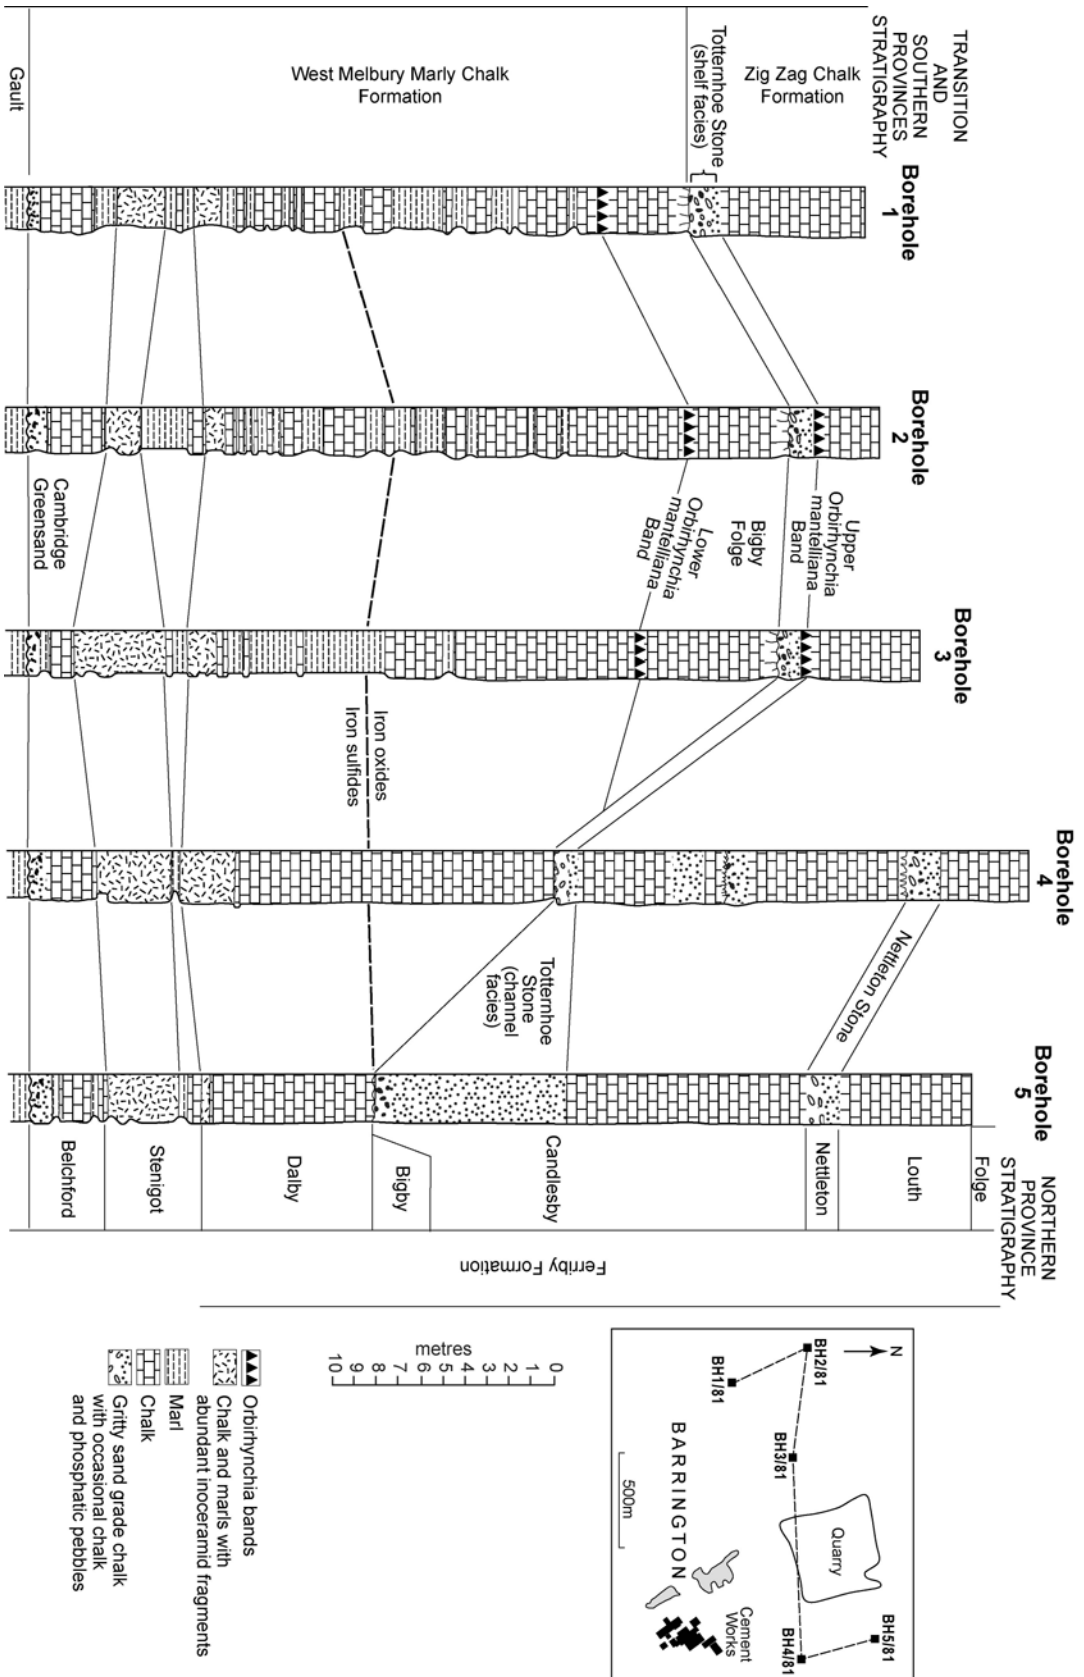 TRANSITION
AND
SOUTHERN
PROVINCES
STRATIGRAPHY
Zig Zag Chalk
Formation
Totternhoe Stone
(shelf facies)
West Melbury Marly Chalk
Formation
Gault
Borehole
1
Borehole
2
Borehole
3
Borehole
4
Borehole
5
Upper
Orbirhynchia
mantelliana
Band
Bigby
Folge
Lower
Orbirhynchia
mantelliana
Band
Cambridge
Greensand
Iron oxides
Iron sulfides
Nettleton Stone
Totternhoe
Stone
(channel
facies)
NORTHERN
PROVINCE
STRATIGRAPHY
Folge
Louth
Nettleton
Candlesby
Bigby
Dalby
Stenigot
Belchford
Ferriby Formation
N
BH2/81
BH1/81
BH3/81
BH4/81
BH5/81
Quarry
BARRINGTON
Cement
Works
500m
metres
0
1
2
3
4
5
6
7
8
9
10
Orbirhynchia bands
Chalk and marls with
abundant inoceramid fragments
Marl
Chalk
Gritty sand grade chalk
with occasional chalk
and phosphatic pebbles